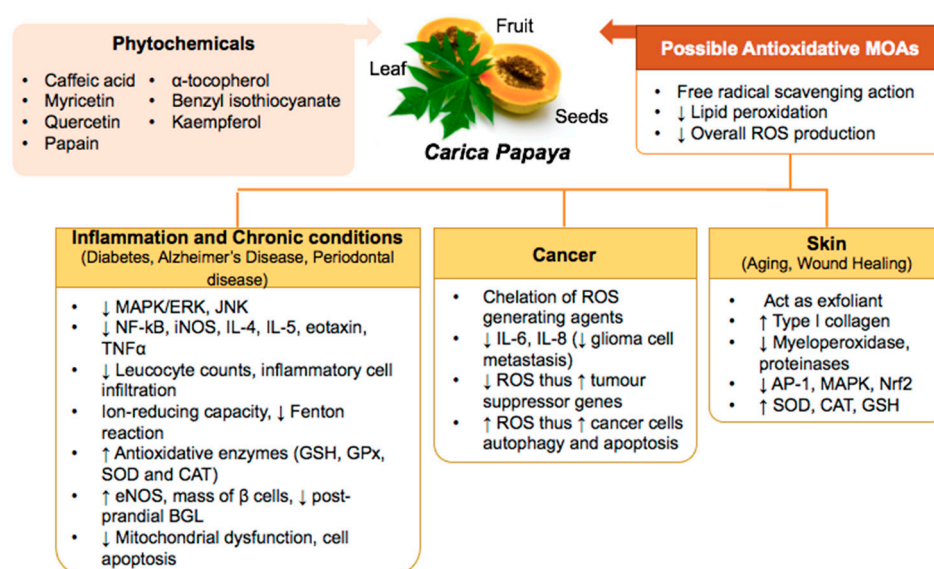 Phytochemicals
• Caffeic acid
• Myricetin
• Quercetin
• Papain
• α-tocopherol
• Benzyl isothiocyanate
• Kaempferol
Fruit
Leaf
Seeds
Carica Papaya
Possible Antioxidative MOAs
• Free radical scavenging action
• ↓ Lipid peroxidation
• ↓ Overall ROS production
Inflammation and Chronic conditions
(Diabetes, Alzheimer's Disease, Periodontal
disease)
• ↓ MAPK/ERK, JNK
• ↓ NF-kB, iNOS, IL-4, IL-5, eotaxin,
TNFα
• ↓ Leucocyte counts, inflammatory cell
infiltration
• Ion-reducing capacity, ↓ Fenton
reaction
• ↑ Antioxidative enzymes (GSH, GPx,
SOD and CAT)
• ↑ eNOS, mass of β cells, ↓ post-
prandial BGL
• ↓ Mitochondrial dysfunction, cell
apoptosis
Cancer
• Chelation of ROS
generating agents
• ↓ IL-6, IL-8 (↓ glioma cell
metastasis)
• ↓ ROS thus ↑ tumour
suppressor genes
• ↑ ROS thus ↑ cancer cells
autophagy and apoptosis
Skin
(Aging, Wound Healing)
• Act as exfoliant
• ↑ Type I collagen
• ↓ Myeloperoxidase,
proteinases
• ↓ AP-1, MAPK, Nrf2
• ↑ SOD, CAT, GSH